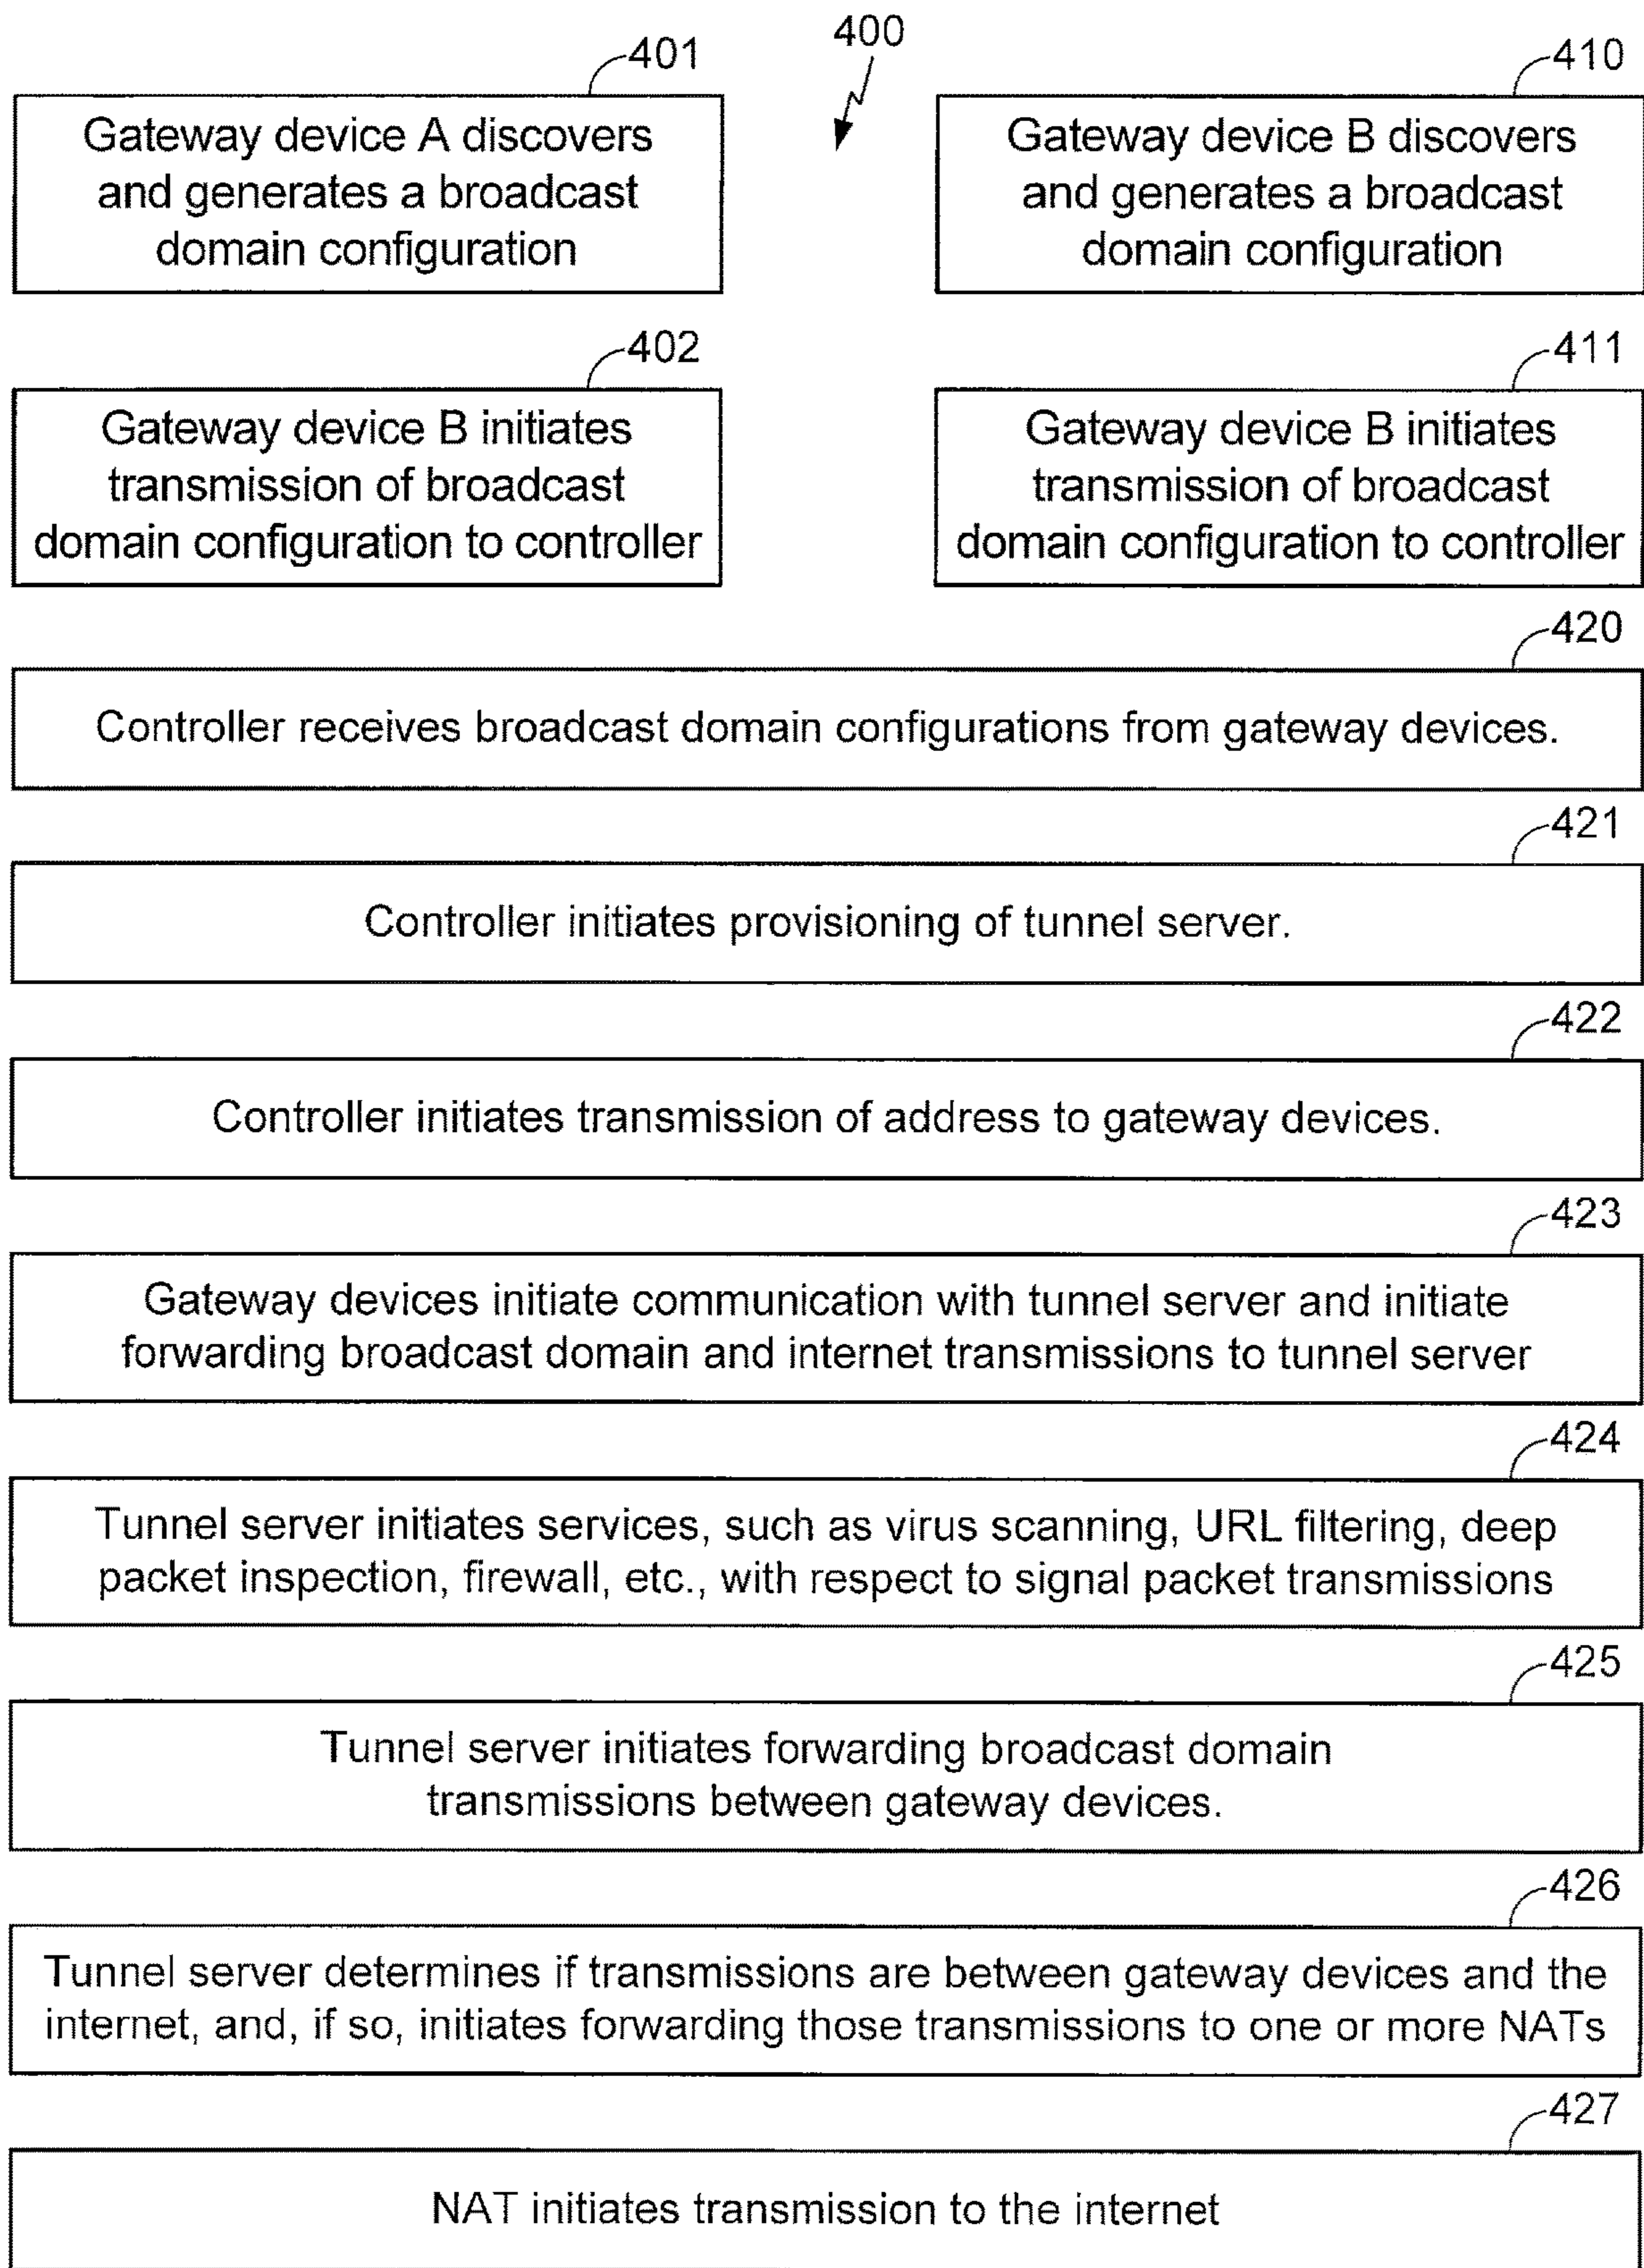 400
401
Gateway device A discovers
and generates a broadcast
domain configuration
410
Gateway device B discovers
and generates a broadcast
domain configuration
402
Gateway device B initiates
transmission of broadcast
domain configuration to controller
411
Gateway device B initiates
transmission of broadcast
domain configuration to controller
420
Controller receives broadcast domain configurations from gateway devices.
421
Controller initiates provisioning of tunnel server.
422
Controller initiates transmission of address to gateway devices.
423
Gateway devices initiate communication with tunnel server and initiate
forwarding broadcast domain and internet transmissions to tunnel server
424
Tunnel server initiates services, such as virus scanning, URL filtering, deep
packet inspection, firewall, etc., with respect to signal packet transmissions
425
Tunnel server initiates forwarding broadcast domain
transmissions between gateway devices.
426
Tunnel server determines if transmissions are between gateway devices and the
internet, and, if so, initiates forwarding those transmissions to one or more NATs
427
NAT initiates transmission to the internet